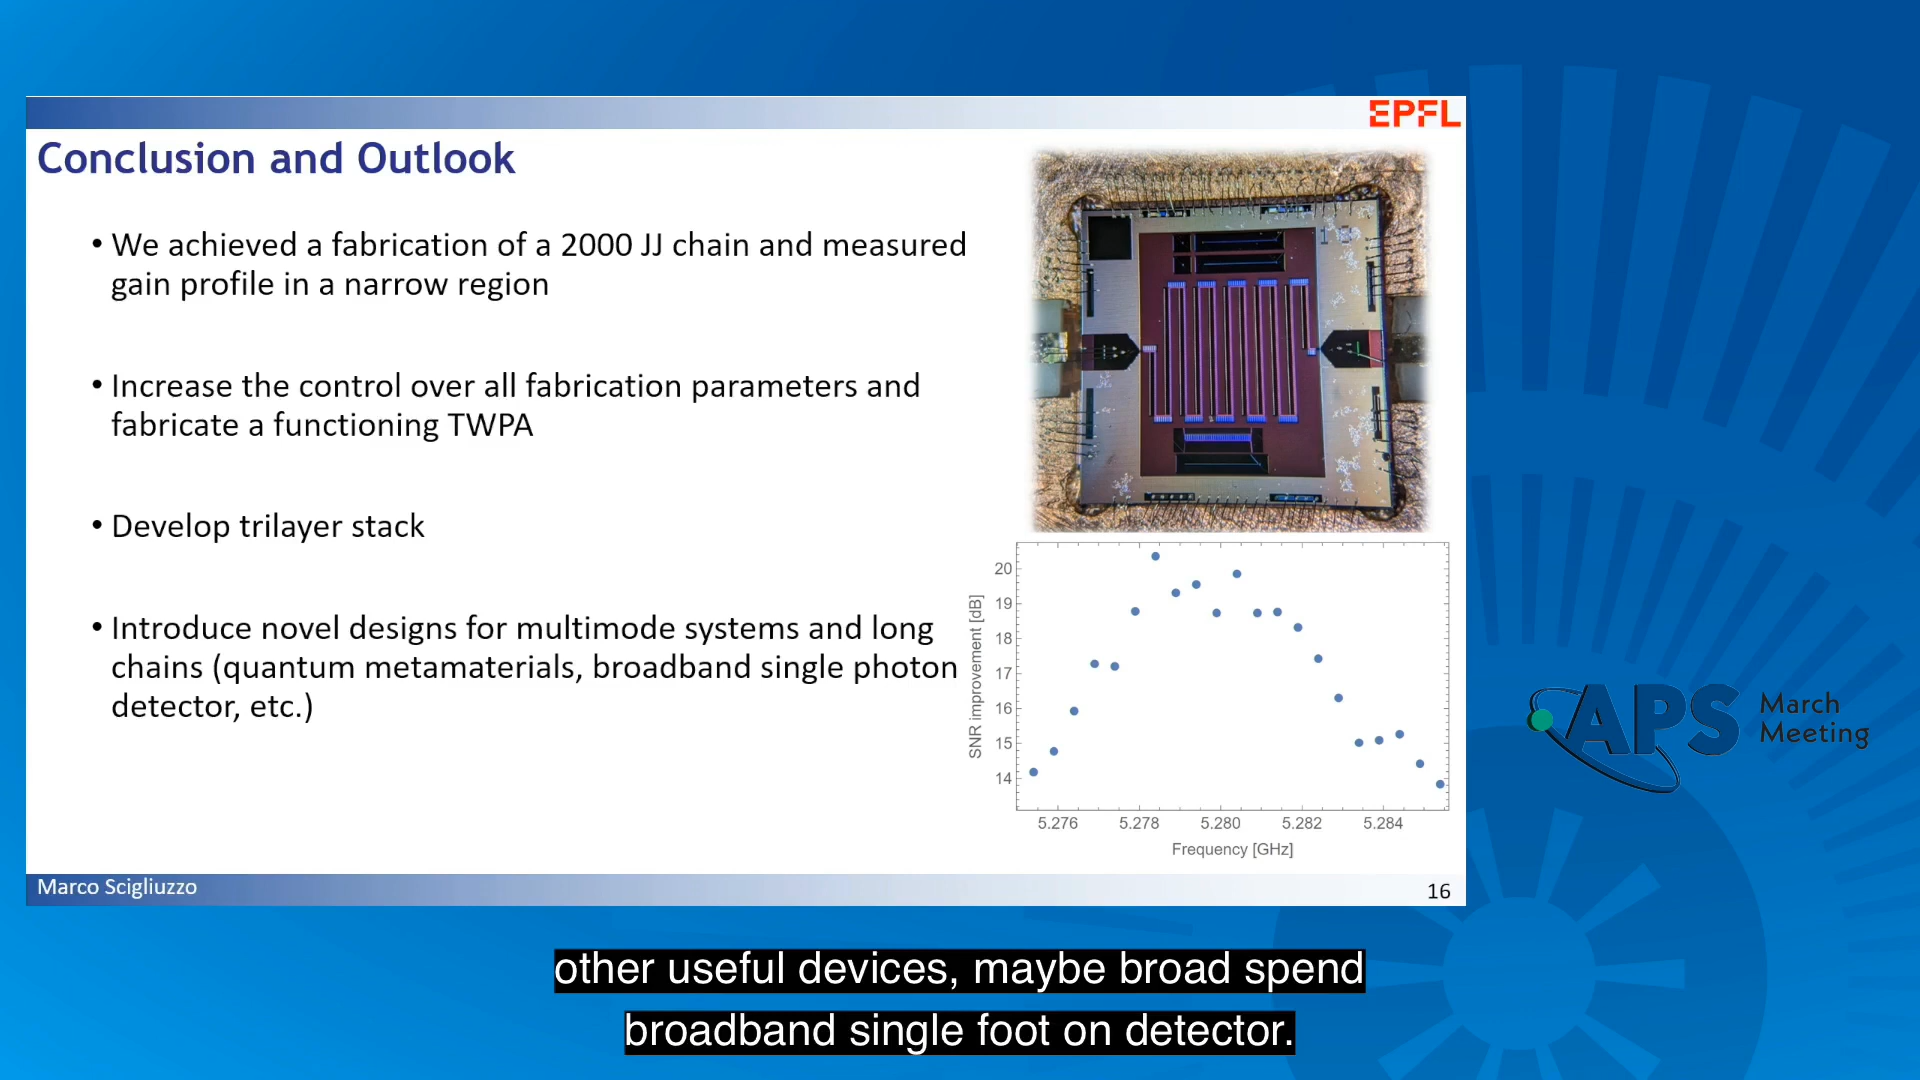 EPFL
Conclusion and Outlook
• We achieved a fabrication of a 2000 JJ chain and measured
gain profile in a narrow region
• Increase the control over all fabrication parameters and
fabricate a functioning TWPA
• Develop trilayer stack
• Introduce novel designs for multimode systems and long
chains (quantum metamaterials, broadband single photon
detector, etc.)
SNR improvement [dB]
20
19
18
17
16
15
14
5.276 5.278 5.280 5.282 5.284
Frequency [GHz]
Marco Scigliuzzo
16
APS March
Meeting
other useful devices, maybe broad spend
broadband single foot on detector.